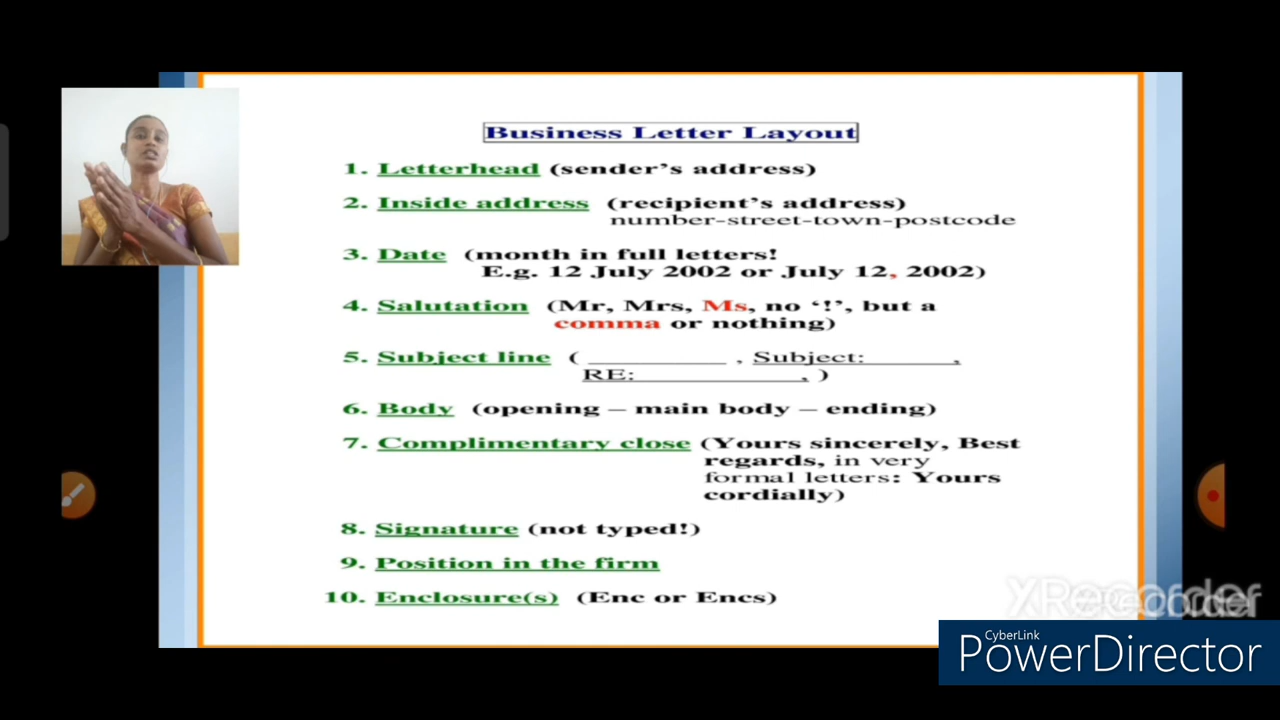 Business Letter Layout
1. Letterhead (sender's address)
2. Inside address (recipient's address)
number-street-town-postcode
3. Date (month in full letters!
E.g. 12 July 2002 or July 12, 2002)
4. Salutation (Mr, Mrs, Ms, no ‘!’, but a
comma or nothing)
5. Subject line ( __________ , Subject:______,
RE:___________, )
6. Body (opening – main body – ending)
7. Complimentary close (Yours sincerely, Best
regards, in very
formal letters: Yours
cordially)
8. Signature (not typed!)
9. Position in the firm
10. Enclosure(s) (Enc or Encs)
XRecorder
CyberLink
PowerDirector